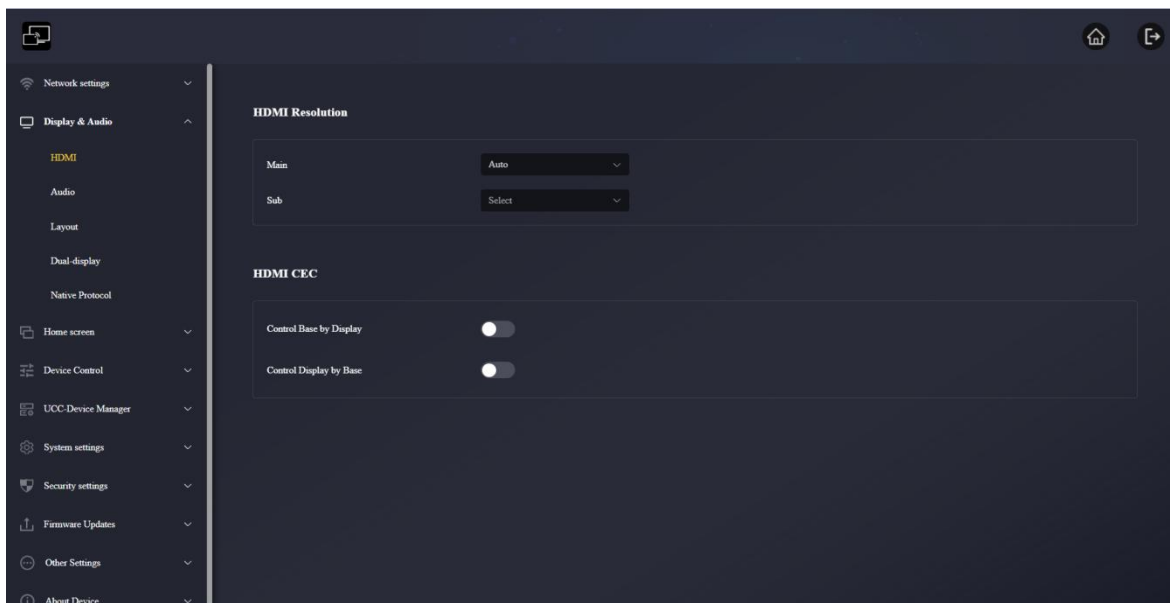 Network settings
Display & Audio
HDMI
Audio
Layout
Dual-display
Native Protocol
Home screen
Device Control
UCC-Device Manager
System settings
Security settings
Firmware Updates
Other Settings
About Device
HDMI Resolution
Main Auto
Sub Select
HDMI CEC
Control Base by Display
Control Display by Base